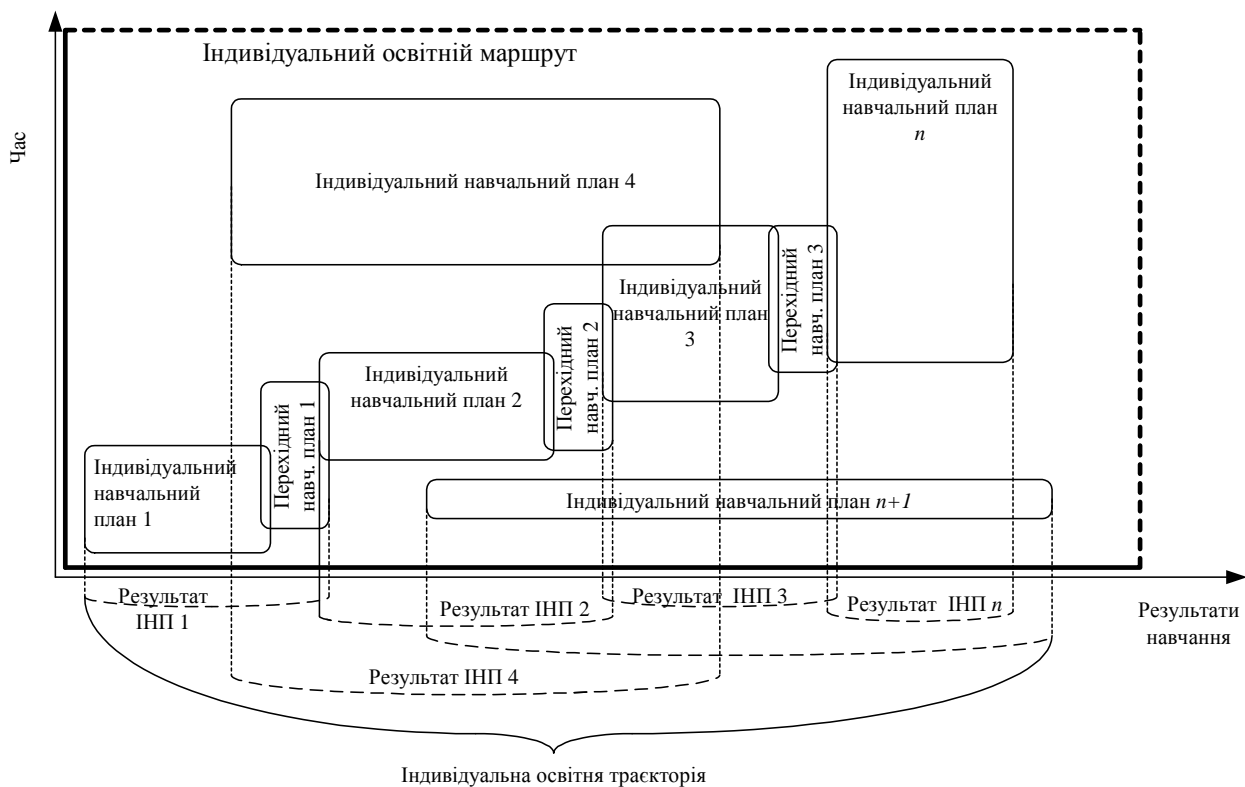 Індивідуальний освітній маршрут
Час
Індивідуальний
навчальний план
n
Індивідуальний навчальний план 4
Індивідуальний
навчальний план
3
Перехідний
навч. план 3
Індивідуальний
навчальний план 2
Перехідний
навч. план 2
Перехідний
навч. план 1
Індивідуальний
навчальний
план 1
Індивідуальний навчальний план n+1
Результат
ІНП 1
Результат ІНП 2
Результат ІНП 3
Результат ІНП n
Результати
навчання
Результат ІНП 4
Індивідуальна освітня траєкторія